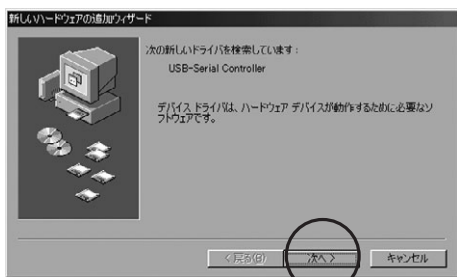 新しいハードウェアの追加ウィザード
次の新しいドライバを検索しています：
USB-Serial Controller
デバイス ドライバは、ハードウェア デバイスが動作するために必要なソ
フトウェアです。
< 戻る(B)
次へ >
キャンセル